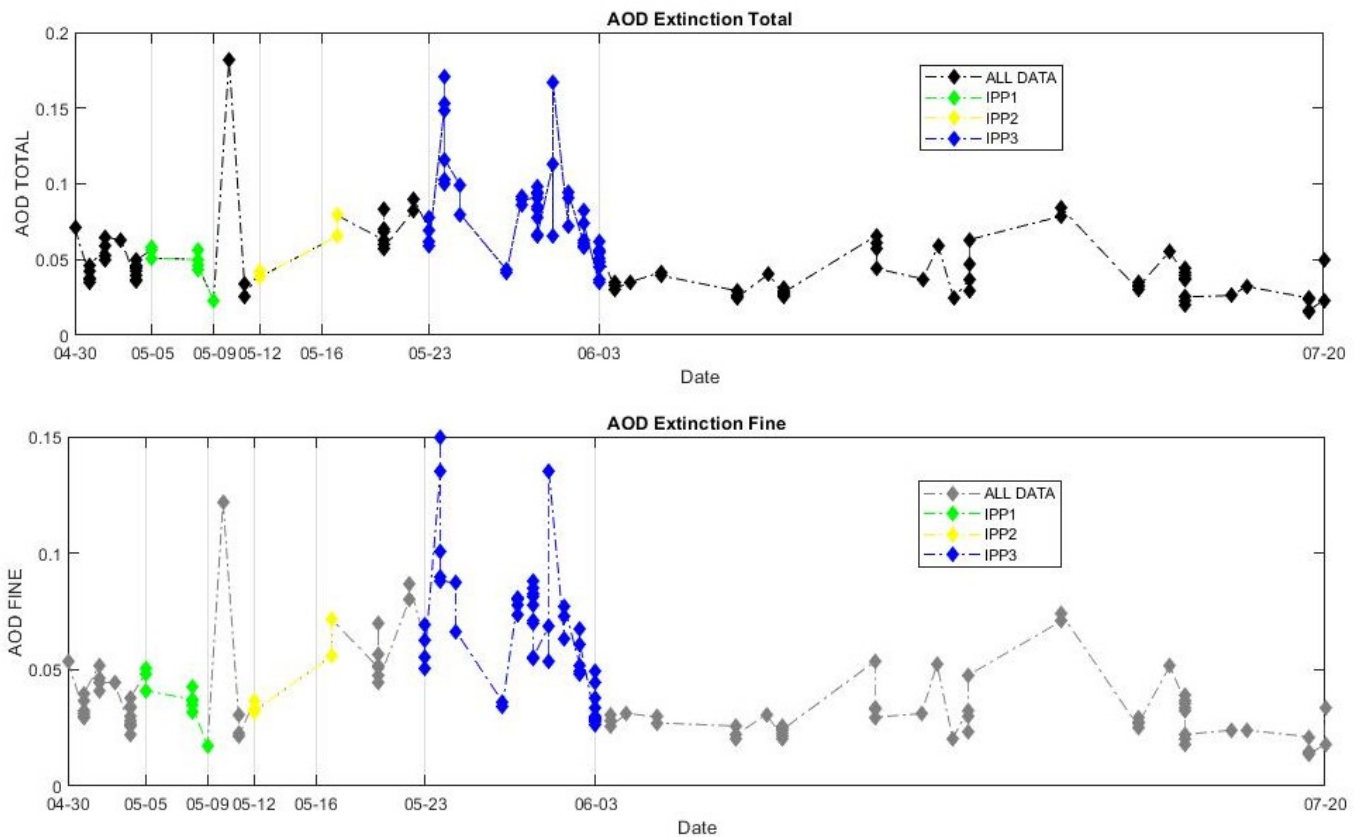 AOD Extinction Total
0.2
0.15
0.1
0.05
0
AOD TOTAL
ALL DATA
IPP1
IPP2
IPP3
04-30 05-05 05-09 05-12 05-16 05-23 06-03 07-20
Date
AOD Extinction Fine
0.15
0.1
0.05
0
AOD FINE
ALL DATA
IPP1
IPP2
IPP3
04-30 05-05 05-09 05-12 05-16 05-23 06-03 07-20
Date